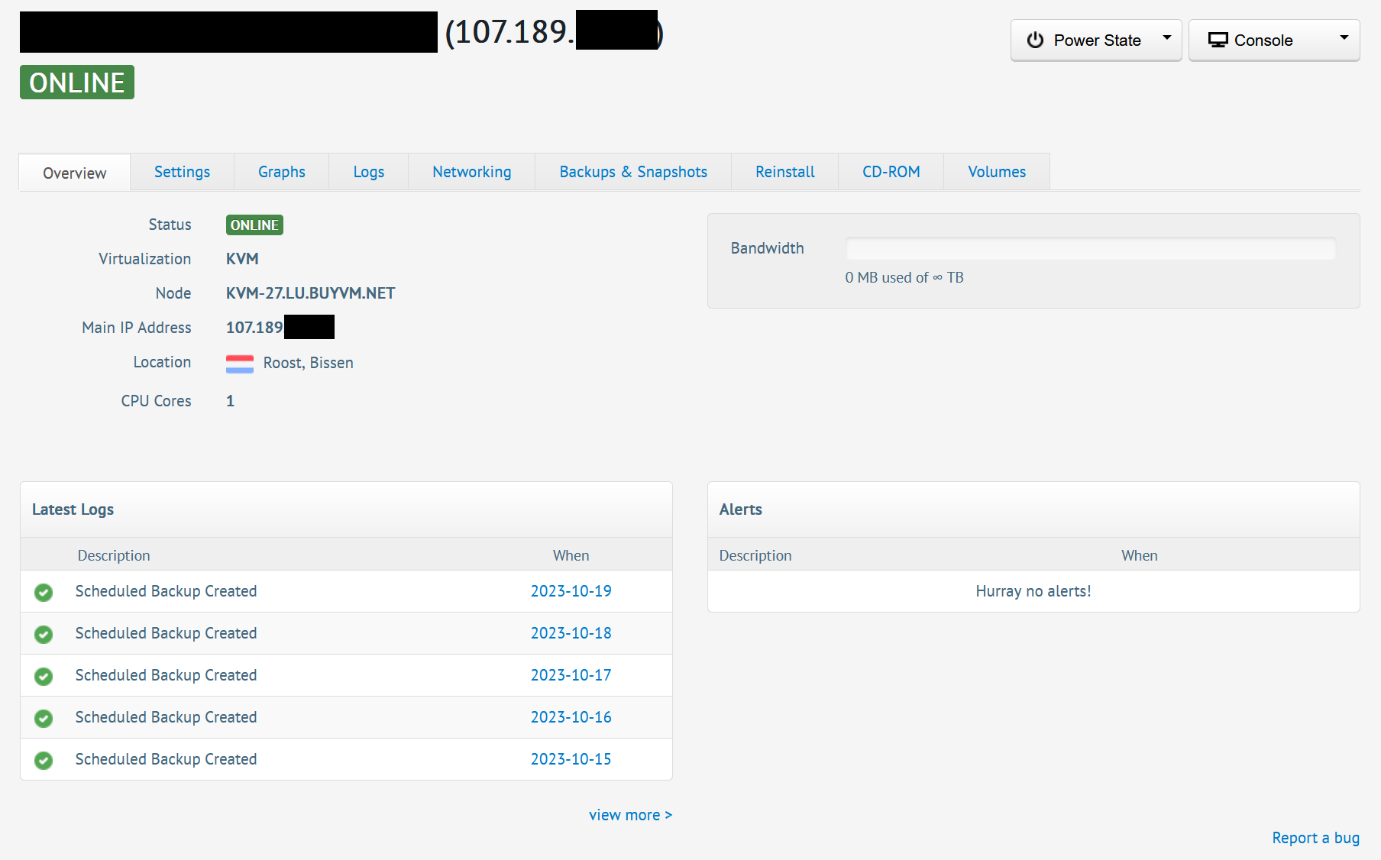 (107.189. )
ONLINE
Power State
Console
Overview Settings Graphs Logs Networking Backups & Snapshots Reinstall CD-ROM Volumes
Status ONLINE
Virtualization KVM
Node KVM-27.LU.BUYVM.NET
Main IP Address 107.189
Location Roost, Bissen
CPU Cores 1
Bandwidth
0 MB used of ∞ TB
Latest Logs
Description When
Scheduled Backup Created 2023-10-19
Scheduled Backup Created 2023-10-18
Scheduled Backup Created 2023-10-17
Scheduled Backup Created 2023-10-16
Scheduled Backup Created 2023-10-15
view more >
Alerts
Description When
Hurray no alerts!
Report a bug